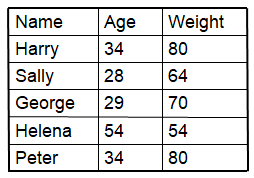 Name Age Weight
Harry 34 80
Sally 28 64
George 29 70
Helena 54 54
Peter 34 80